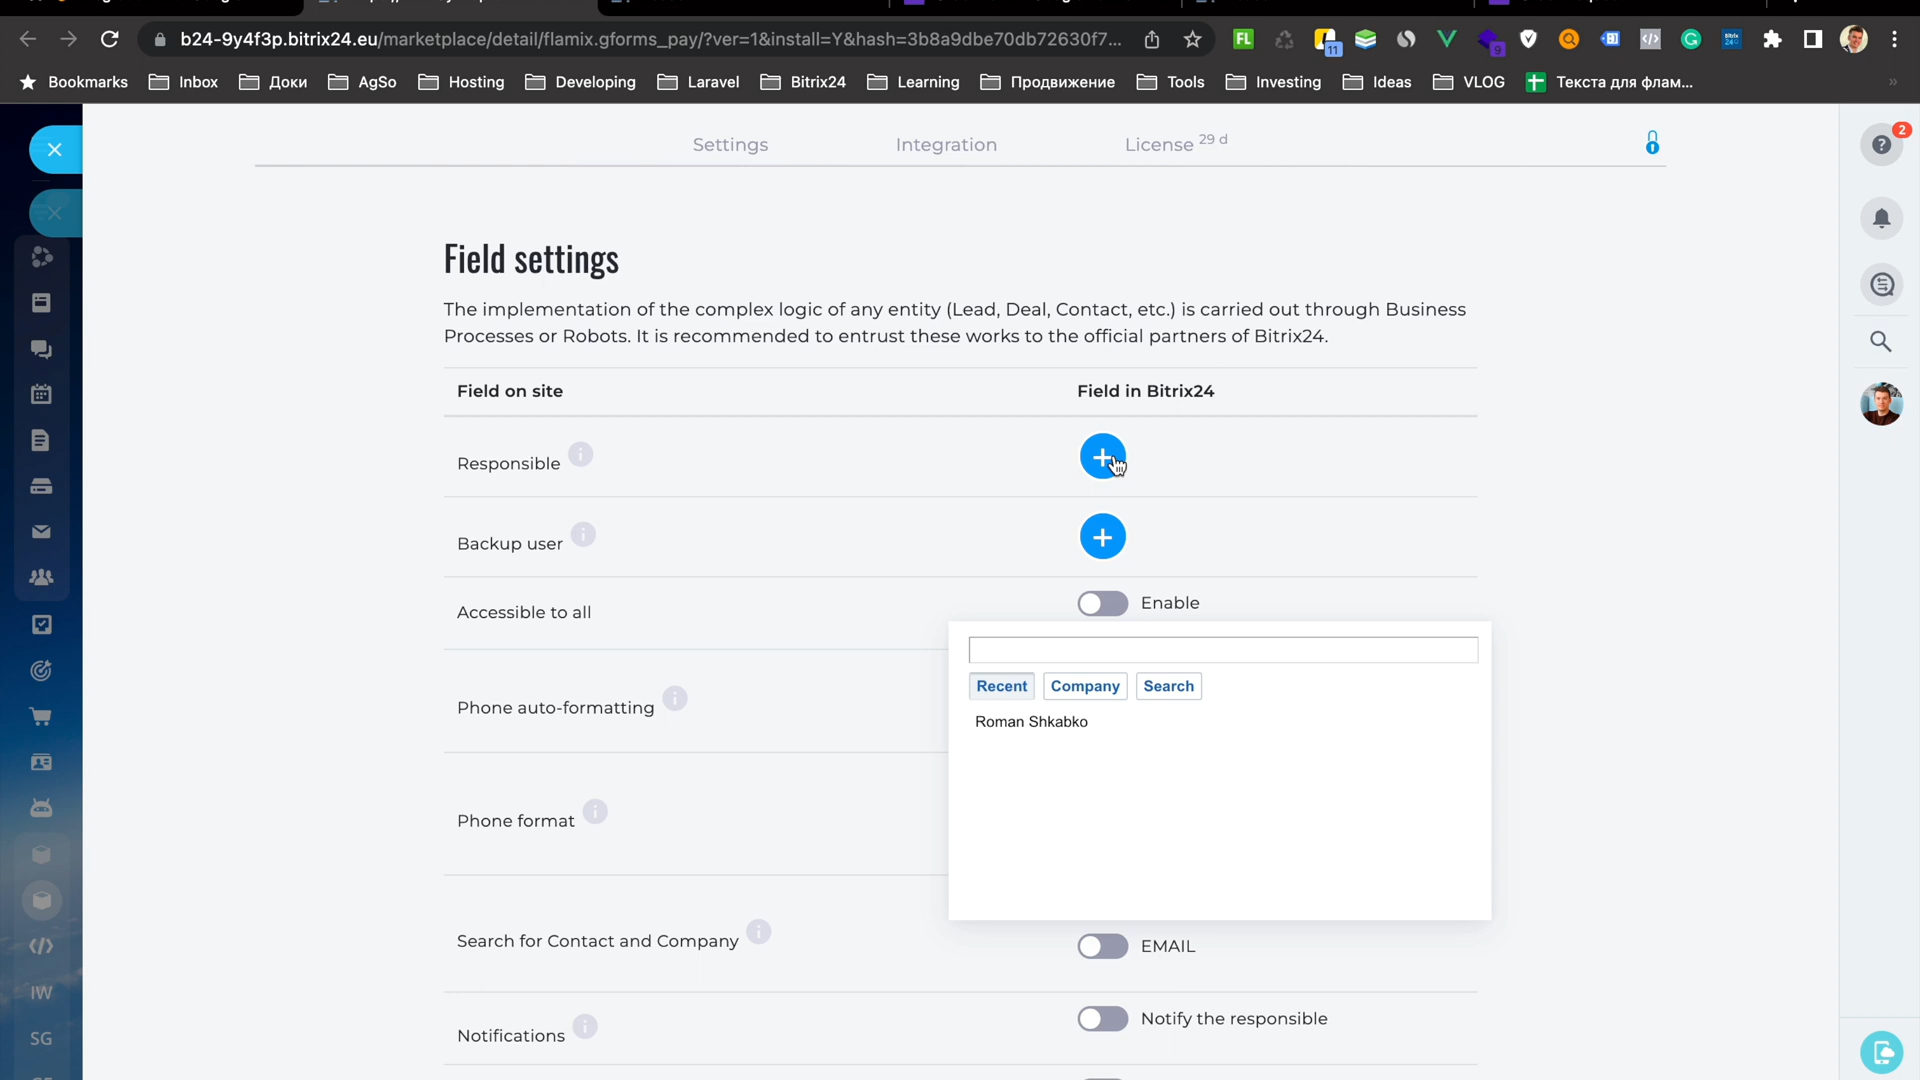 b24-9y4f3p.bitrix24.eu/marketplace/detail/flamix.gforms_pay/?ver=1&install=Y&hash=3b8a9dbe70db72630f7...
FL
11
9
Bookmarks
Inbox
Доки
AgSo
Hosting
Developing
Laravel
Bitrix24
Learning
Продвижение
Tools
Investing
Ideas
VLOG
Текста для флам...
»
Settings
Integration
License 29 d
2
Field settings
The implementation of the complex logic of any entity (Lead, Deal, Contact, etc.) is carried out through Business
Processes or Robots. It is recommended to entrust these works to the official partners of Bitrix24.
Field on site
Field in Bitrix24
Responsible
Backup user
Accessible to all
Enable
Recent
Company
Search
Roman Shkabko
Phone auto-formatting
Phone format
Search for Contact and Company
EMAIL
Notifications
Notify the responsible
IW
SG